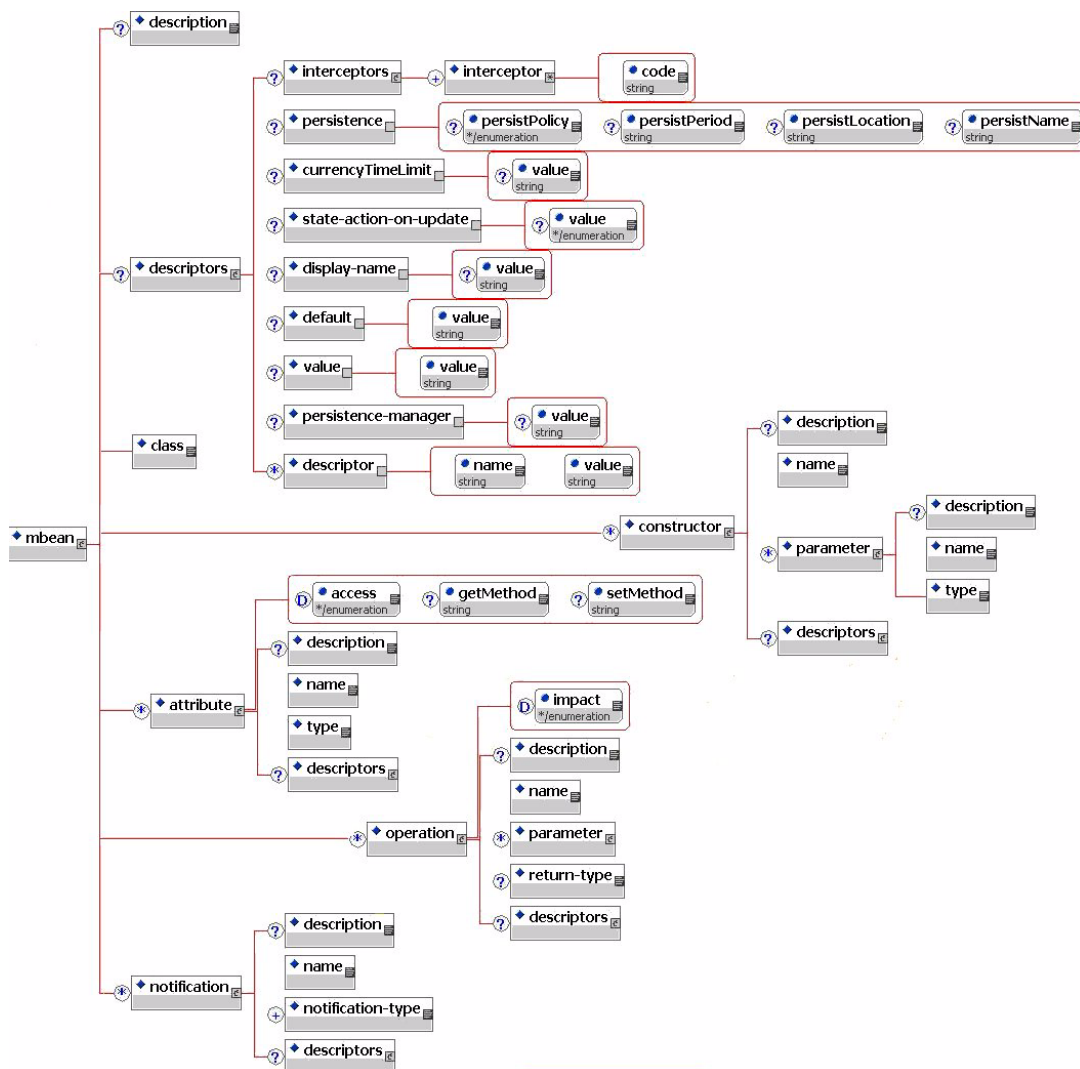 description
interceptors
interceptor
code
string
persistence
persistPolicy
*/enumeration
persistPeriod
string
persistLocation
string
persistName
string
currencyTimeLimit
value
string
state-action-on-update
value
*/enumeration
descriptors
display-name
value
string
default
value
string
value
value
string
persistence-manager
value
string
descriptor
name
string
value
string
class
mbean
constructor
description
name
parameter
description
name
type
descriptors
attribute
access
*/enumeration
getMethod
string
setMethod
string
description
name
type
descriptors
operation
impact
*/enumeration
description
name
parameter
return-type
descriptors
notification
description
name
notification-type
descriptors